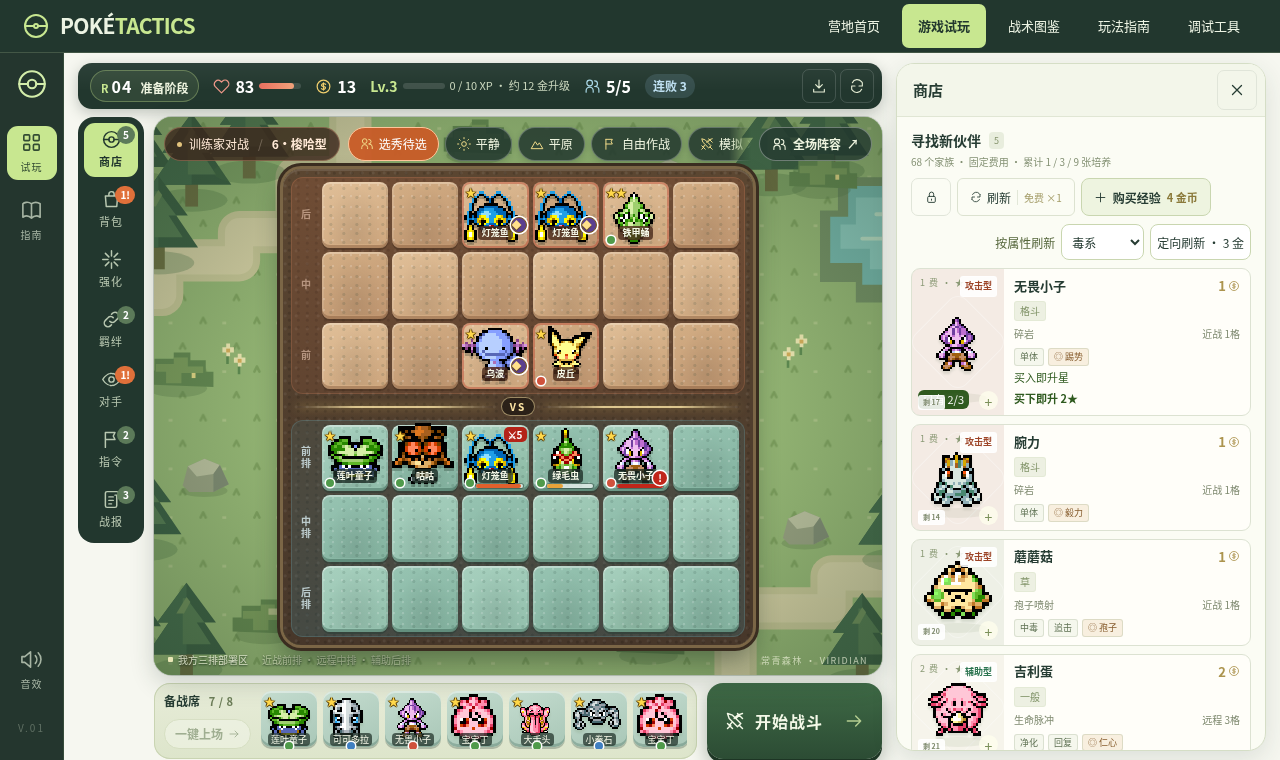 POKÉTACTICS
营地首页 游戏试玩 战术图鉴 玩法指南 调试工具
试玩
指南
音效
V.01
R 04 准备阶段 83 13 Lv.3 0 / 10 XP · 约 12 金升级 5/5 连败 3
商店 5
背包 1!
强化
羁绊 2
对手 1!
指令 2
战报 3
训练家对战 / 6 · 梭哈型 选秀待选 平静 平原 自由作战 模拟 全场阵容 ↗
后
灯笼鱼 灯笼鱼 铁甲蛹
中
前
乌波 皮丘
VS
前排
莲叶童子 咕咕 灯笼鱼 ⚔5 绿毛虫 无畏小子 !
中排
后排
我方三排部署区 近战前排 · 远程中排 · 辅助后排
常青森林 · VIRIDIAN
备战席 7 / 8
一键上场 →
莲叶童子 可可多拉 无畏小子 宝宝丁 大舌头 小磁石 宝宝丁
开始战斗 →
商店 ×
寻找新伙伴 5
68 个家族 · 固定费用 · 累计 1 / 3 / 9 张培养
刷新 免费 ×1 + 购买经验 4 金币
按属性刷新 毒系 定向刷新 · 3 金
1 费 · 攻击型 无畏小子 1
格斗
碎岩 近战 1格
单体 ◎ 踢势
买入即升星
剩 17 2/3 + 买下即升 2★
1 费 · 攻击型 腕力 1
格斗
碎岩 近战 1格
剩 14 + 单体 ◎ 毅力
1 费 · 攻击型 蘑蘑菇 1
草
孢子喷射 近战 1格
剩 20 + 中毒 追击 ◎ 孢子
2 费 · 辅助型 吉利蛋 2
一般
生命脉冲 远程 3格
剩 21 + 净化 回复 ◎ 仁心